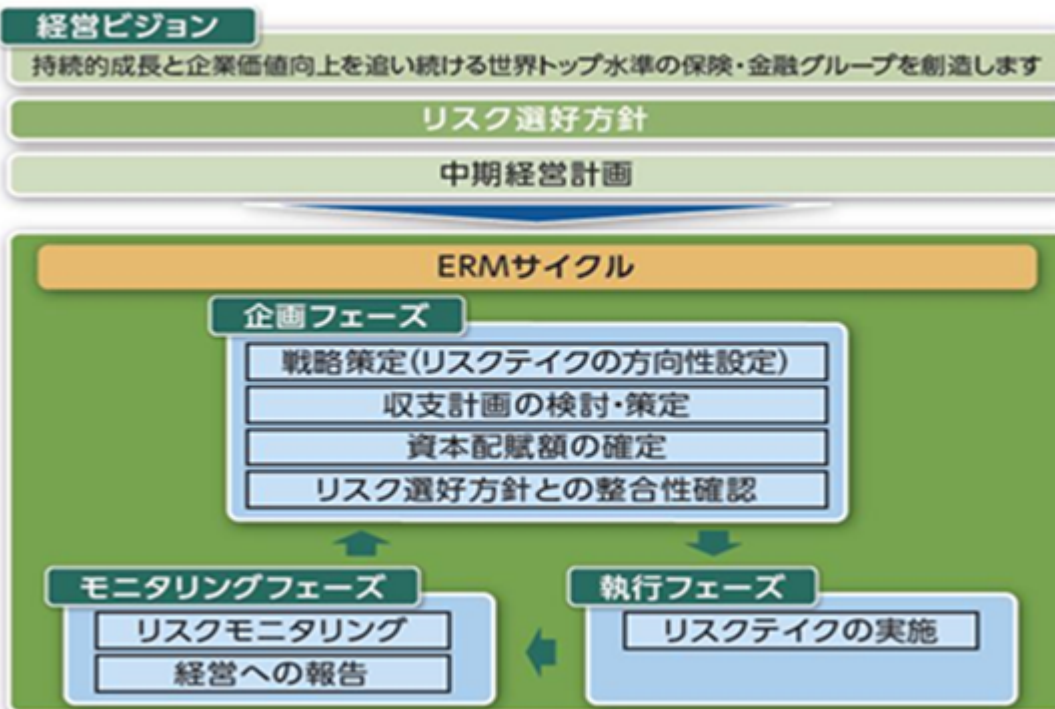 経営ビジョン
持続的成長と企業価値向上を追い続ける世界トップ水準の保険・金融グループを創造します
リスク選好方針
中期経営計画
ERMサイクル
企画フェーズ
戦略策定(リスクテイクの方向性設定)
収支計画の検討・策定
資本配賦額の確定
リスク選好方針との整合性確認
モニタリングフェーズ
リスクモニタリング
経営への報告
執行フェーズ
リスクテイクの実施